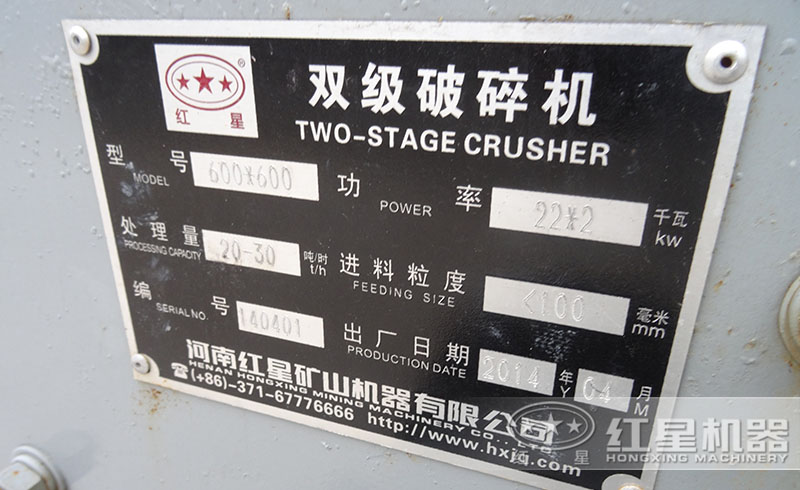 红 星
双级破碎机
TWO-STAGE CRUSHER
型 号 600*600 功 率 22*2 千瓦
MODEL POWER kw
处理量 20-30 吨/时 进料粒度 <100 毫米
PROCESSING CAPACITY t/h FEEDING SIZE mm
编 号 140401 出厂日期 2014 年 04 月
SERIAL NO. PRODUCTION DATE Y M
河南红星矿山机器有限公司
HENAN HONGXING MINING MACHINERY CO., LTD
(+86)-371-67776666 http://www.hxjq.com
红星机器
红 星 HONGXING MACHINERY